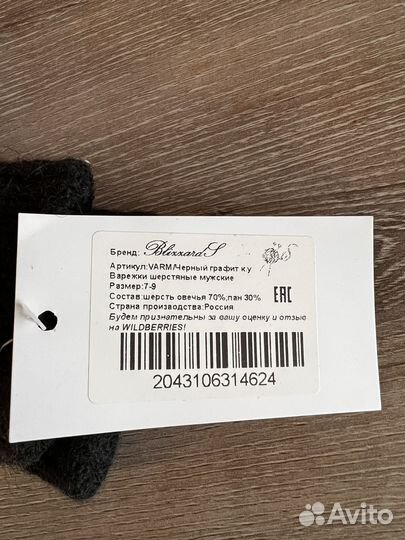 Бренд: BlizzaraS
Артикул:VARM/Черный графит к.у
Варежки шерстяные мужские
Размер:7-9
Состав:шерсть овечья 70%;пан 30%
Страна производства:Россия
EAC
Будем признательны за вашу оценку и отзыв
на WILDBERRIES!
2043106314624
Avito